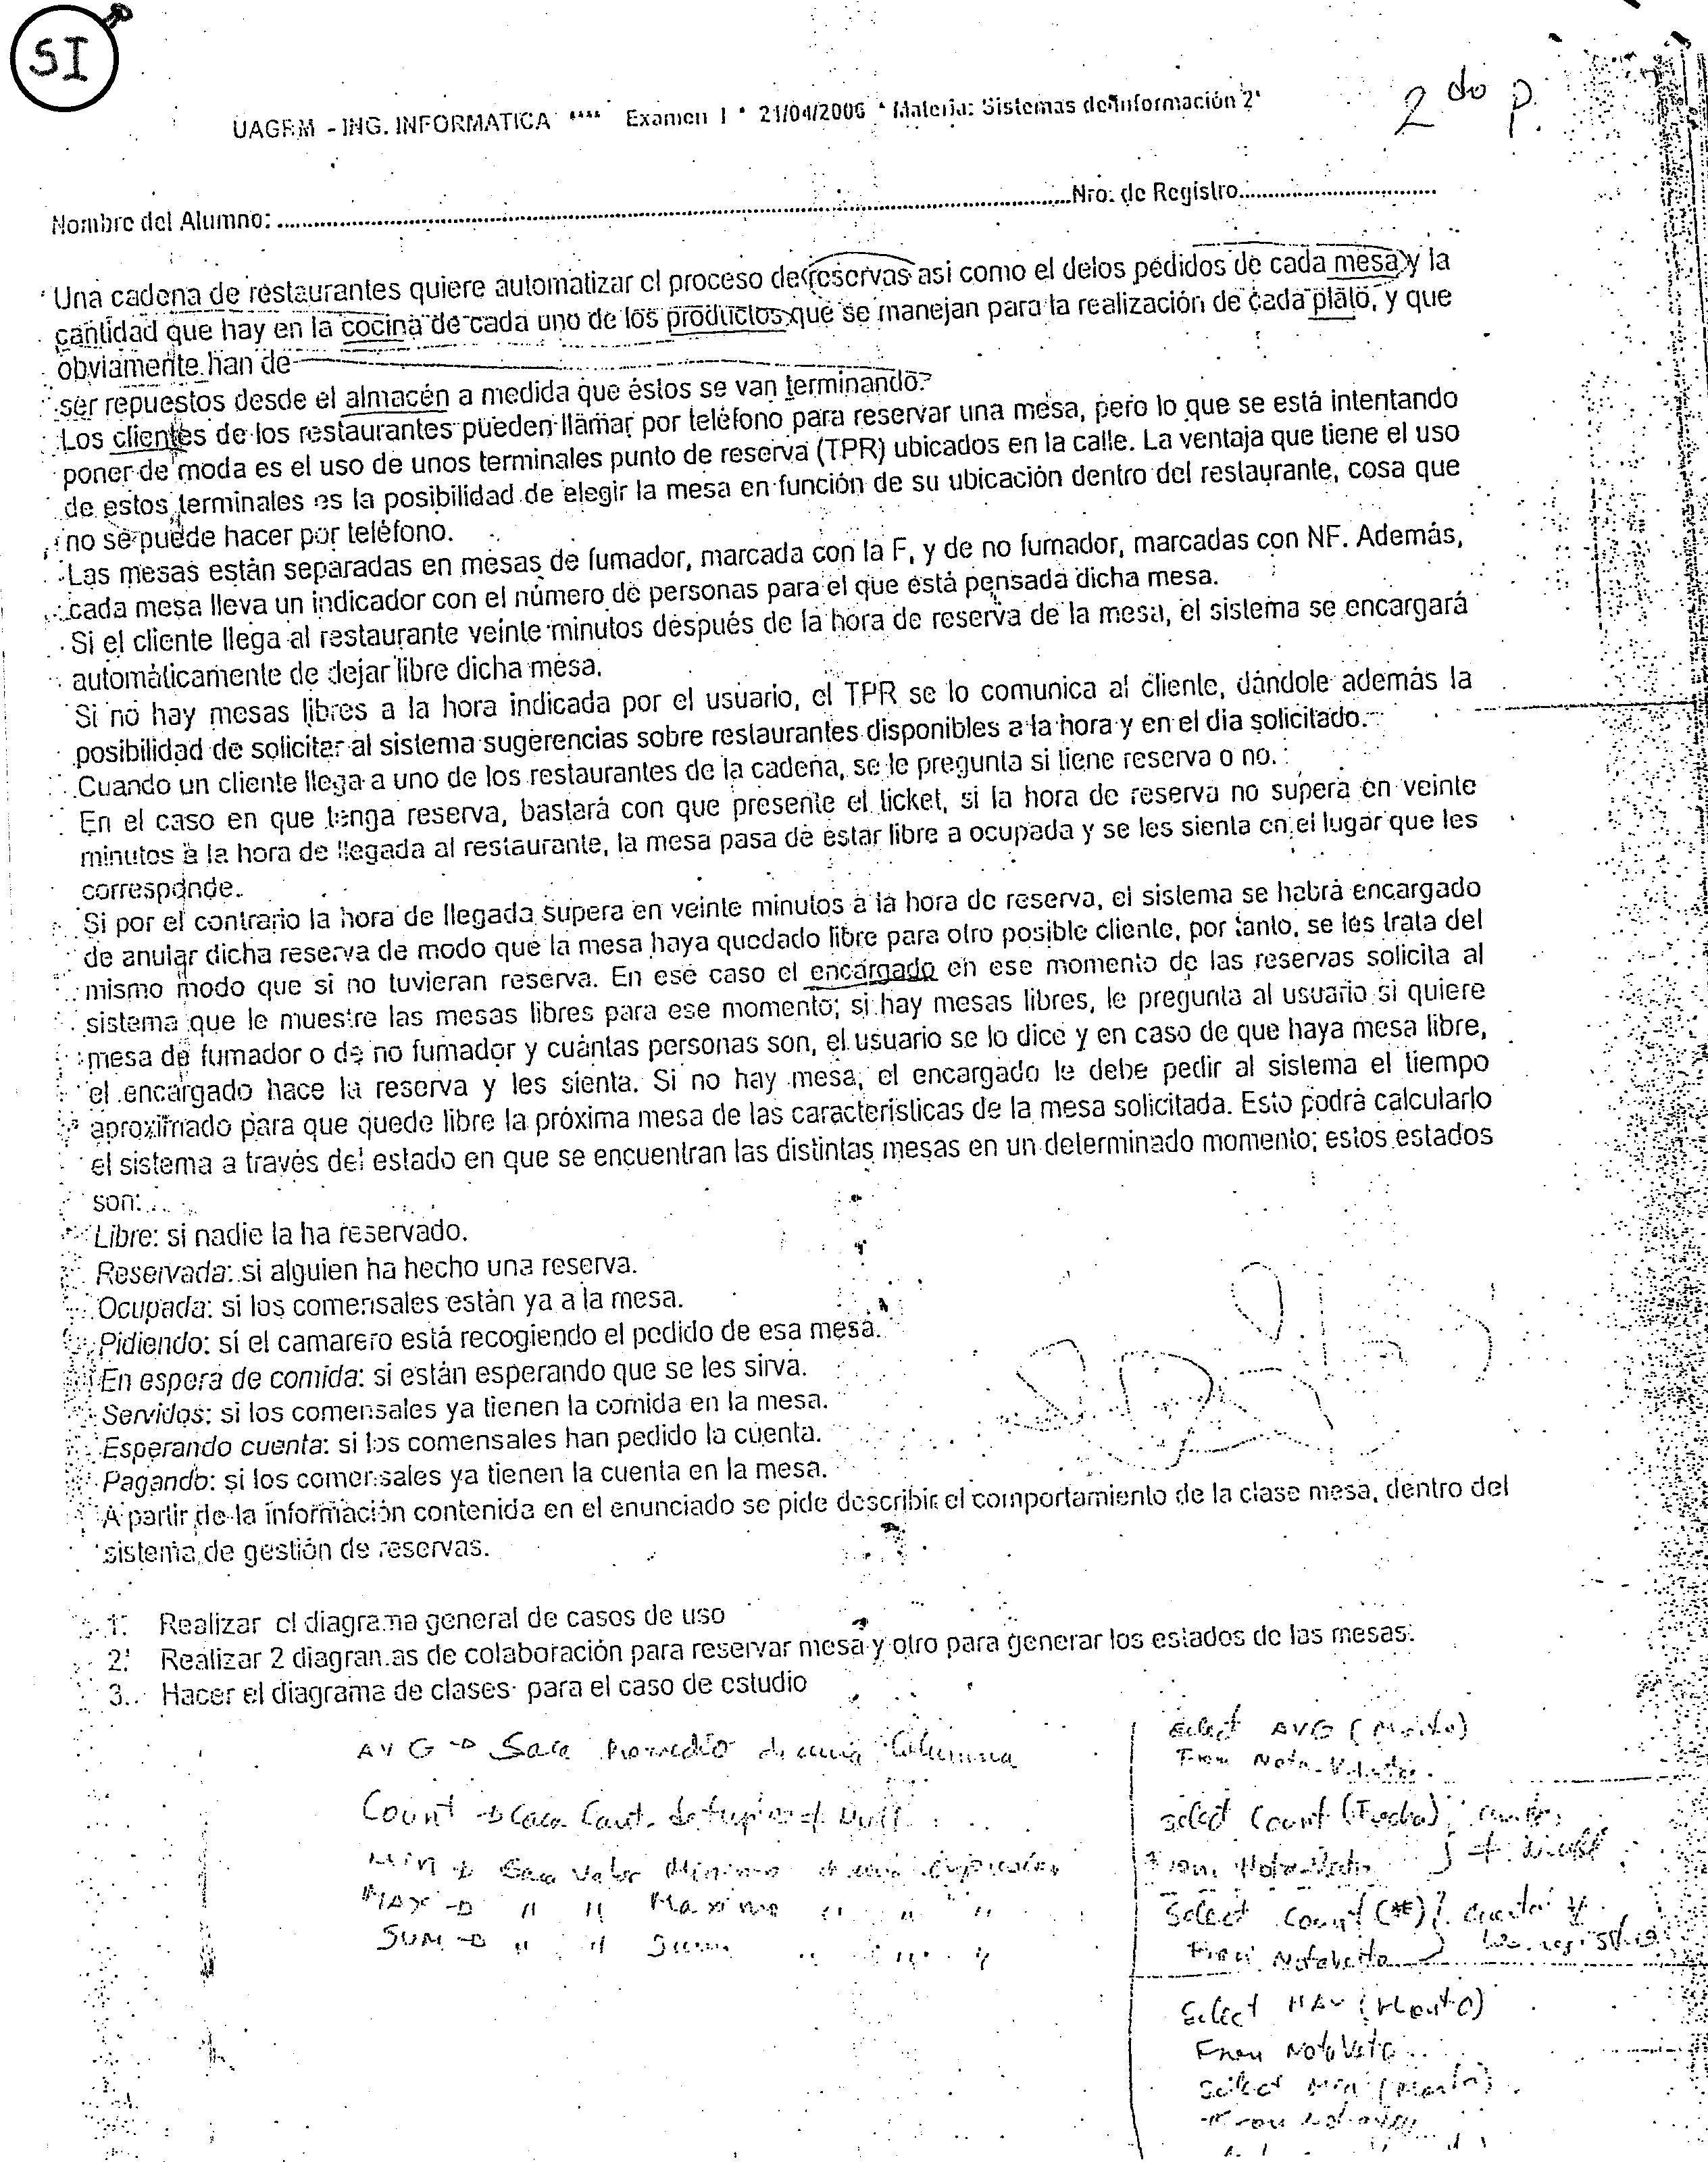 SI
2do p.
UAGRM - ING. INFORMATICA **** Examen 1 * 21/04/2006 * Materia: Sistemas de Información 2*
Nombre del Alumno: ..........Nro. de Registro..........
Una cadena de restaurantes quiere automatizar el proceso de reservas asi como el delos pedidos de cada mesa y la
cantidad que hay en la cocina de cada uno de los productos que se manejan para la realización de cada plato, y que
obviamente han de
ser repuestos desde el almacén a medida que éstos se van terminando.
Los clientes de los restaurantes pueden llamar por teléfono para reservar una mesa, pero lo que se está intentando
poner de moda es el uso de unos terminales punto de reserva (TPR) ubicados en la calle. La ventaja que tiene el uso
de estos terminales es la posibilidad de elegir la mesa en función de su ubicación dentro del restaurante, cosa que
no se puede hacer por teléfono.
Las mesas están separadas en mesas de fumador, marcada con la F, y de no fumador, marcadas con NF. Además,
cada mesa lleva un indicador con el número de personas para el que está pensada dicha mesa.
Si el cliente llega al restaurante veinte minutos después de la hora de reserva de la mesa, el sistema se encargará
automáticamente de dejar libre dicha mesa.
Si no hay mesas libres a la hora indicada por el usuario, el TPR se lo comunica al cliente, dándole además la
posibilidad de solicitar al sistema sugerencias sobre restaurantes disponibles a la hora y en el dia solicitado.
Cuando un cliente llega a uno de los restaurantes de la cadena, se le pregunta si tiene reserva o no.
En el caso en que tenga reserva, bastará con que presente el ticket, si la hora de reserva no supera en veinte
minutos a la hora de llegada al restaurante, la mesa pasa de estar libre a ocupada y se les sienta en el lugar que les
corresponde.
Si por el contrario la hora de llegada supera en veinte minutos a la hora de reserva, el sistema se habrá encargado
de anular dicha reserva de modo que la mesa haya quedado libre para otro posible cliente, por tanto, se les trata del
mismo modo que si no tuvieran reserva. En ese caso el encargado en ese momento de las reservas solicita al
sistema que le muestre las mesas libres para ese momento; si hay mesas libres, le pregunta al usuario si quiere
mesa de fumador o de no fumador y cuántas personas son, el usuario se lo dice y en caso de que haya mesa libre,
el encargado hace la reserva y les sienta. Si no hay mesa, el encargado le debe pedir al sistema el tiempo
aproximado para que quede libre la próxima mesa de las características de la mesa solicitada. Esto podrá calcularlo
el sistema a través del estado en que se encuentran las distintas mesas en un determinado momento; estos estados
son:
Libre: si nadie la ha reservado.
Reservada: si alguien ha hecho una reserva.
Ocupada: si los comensales están ya a la mesa.
Pidiendo: si el camarero está recogiendo el pedido de esa mesa.
En espera de comida: si están esperando que se les sirva.
Servidos: si los comensales ya tienen la comida en la mesa.
Esperando cuenta: si los comensales han pedido la cuenta.
Pagando: si los comensales ya tienen la cuenta en la mesa.
A partir de la información contenida en el enunciado se pide describir el comportamiento de la clase mesa, dentro del
sistema de gestión de reservas.
1. Realizar el diagrama general de casos de uso
2. Realizar 2 diagramas de colaboración para reservar mesa y otro para generar los estados de las mesas.
3. Hacer el diagrama de clases para el caso de estudio
AVG → Saca Promedio de una Columna
Count → Saca Cant. de tuplas ≠ Null
Min → Saca valor Minimo de una expresión
MAX → " " Maximo " " "
SUM → " " Suma " " "
Select AVG (Monto)
From Nota_Venta
Select Count (Fecha)
From NotaVenta
Select Count (*)
From NotaVenta
Select MAX (Monto)
From NotaVenta
Select Min (Monto)
From